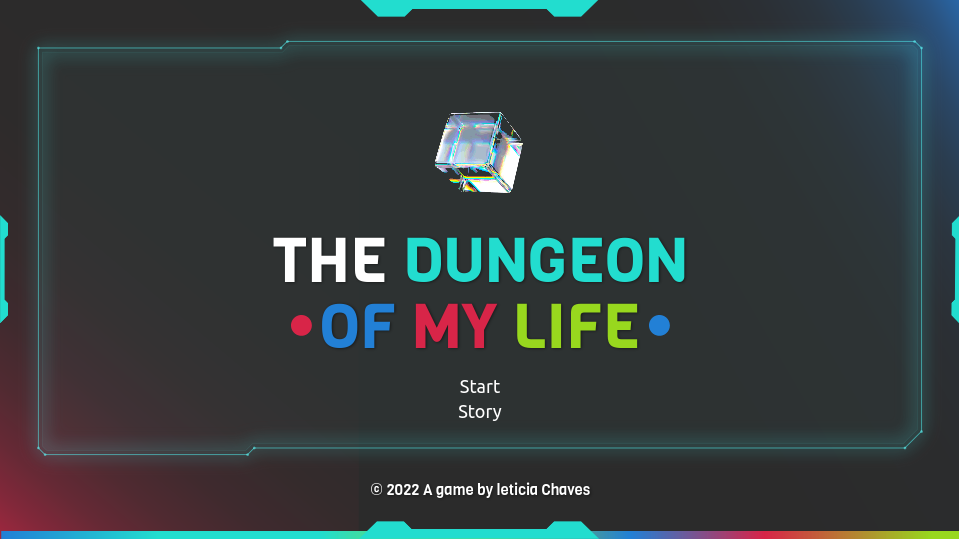 THE DUNGEON
•OF MY LIFE•
Start
Story
© 2022 A game by leticia Chaves